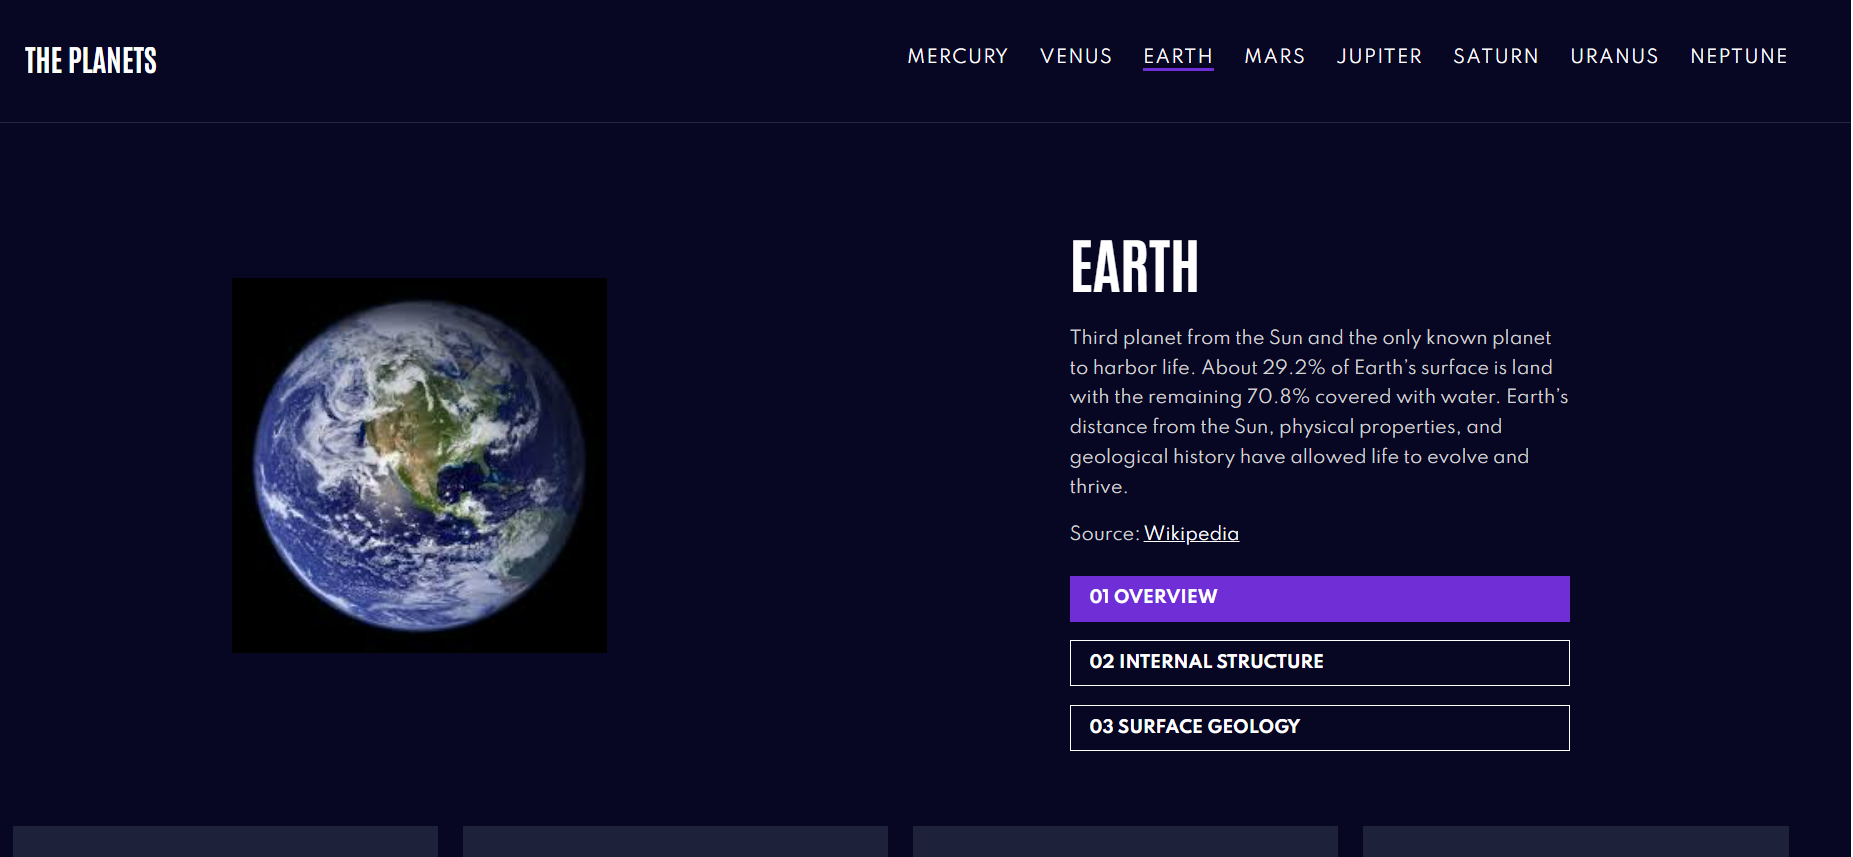 THE PLANETS
MERCURY VENUS EARTH MARS JUPITER SATURN URANUS NEPTUNE
EARTH
Third planet from the Sun and the only known planet
to harbor life. About 29.2% of Earth’s surface is land
with the remaining 70.8% covered with water. Earth’s
distance from the Sun, physical properties, and
geological history have allowed life to evolve and
thrive.
Source: Wikipedia
01 OVERVIEW
02 INTERNAL STRUCTURE
03 SURFACE GEOLOGY